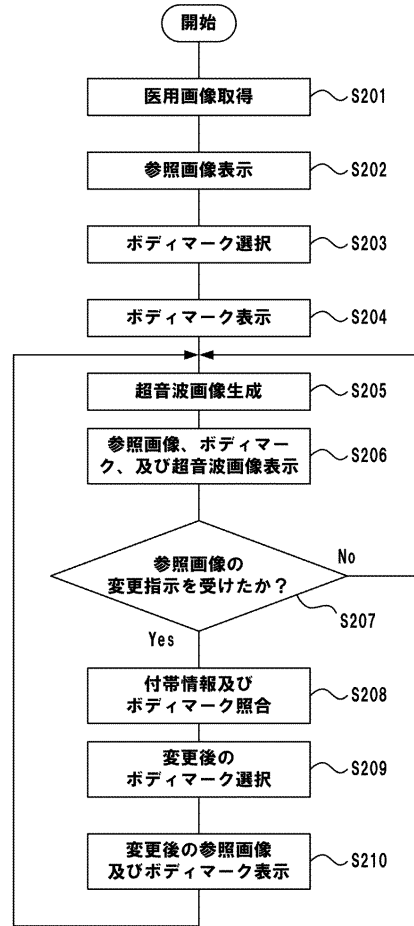 開始
医用画像取得
S201
参照画像表示
S202
ボディマーク選択
S203
ボディマーク表示
S204
超音波画像生成
S205
参照画像、ボディマー
ク、及び超音波画像表示
S206
参照画像の
変更指示を受けたか？
No
S207
Yes
付帯情報及び
ボディマーク照合
S208
変更後の
ボディマーク選択
S209
変更後の参照画像
及びボディマーク表示
S210